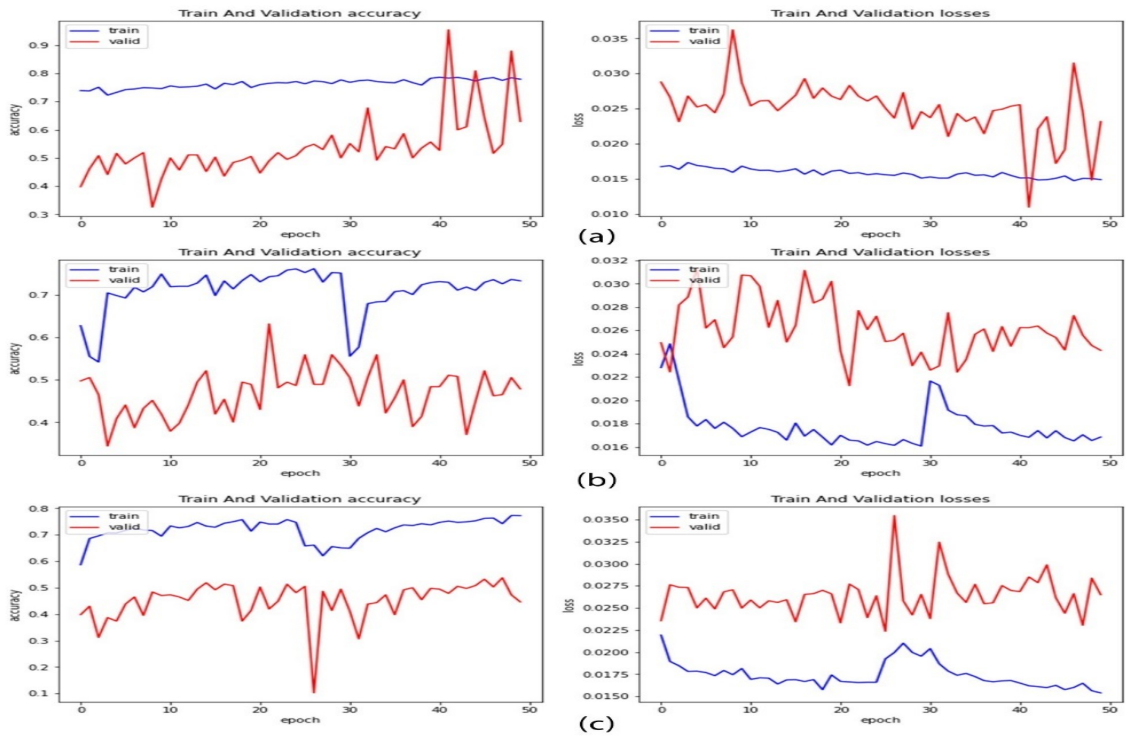 Train And Validation accuracy
train
valid
accuracy
0.9
0.8
0.7
0.6
0.5
0.4
0.3
0 10 20 30 40 50
epoch
Train And Validation losses
train
valid
loss
0.035
0.030
0.025
0.020
0.015
0.010
0 10 20 30 40 50
epoch
(a)
Train And Validation accuracy
train
valid
accuracy
0.7
0.6
0.5
0.4
0 10 20 30 40 50
epoch
Train And Validation losses
train
valid
loss
0.032
0.030
0.028
0.026
0.024
0.022
0.020
0.018
0.016
0 10 20 30 40 50
epoch
(b)
Train And Validation accuracy
train
valid
accuracy
0.8
0.7
0.6
0.5
0.4
0.3
0.2
0.1
0 10 20 30 40 50
epoch
Train And Validation losses
train
valid
loss
0.0350
0.0325
0.0300
0.0275
0.0250
0.0225
0.0200
0.0175
0.0150
0 10 20 30 40 50
epoch
(c)